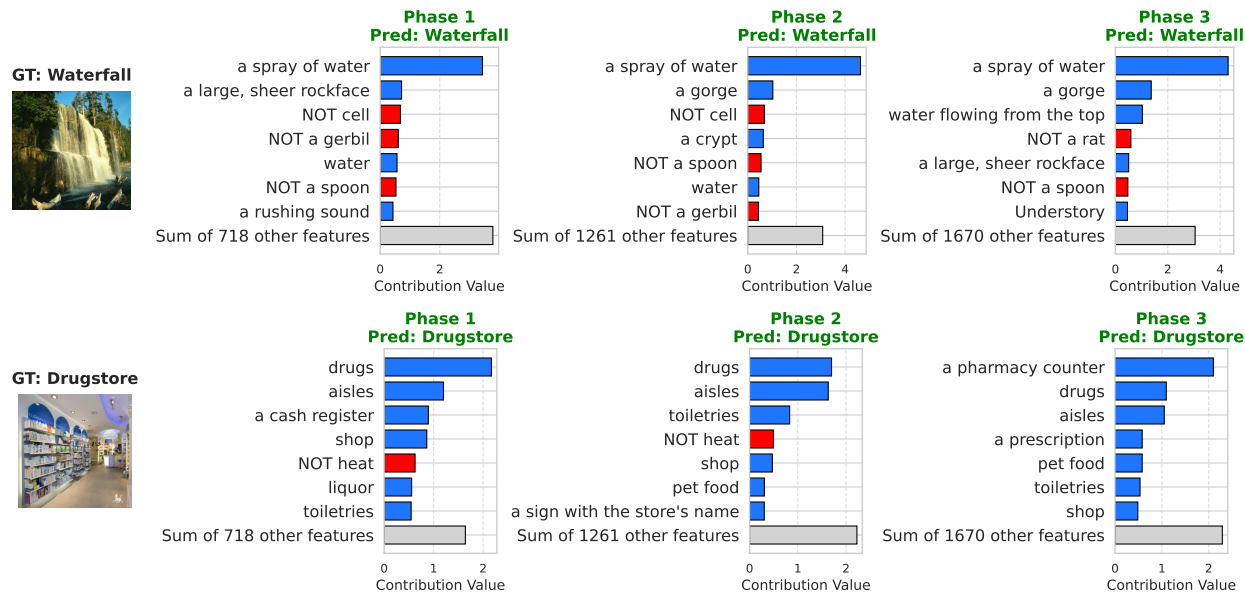 GT: Waterfall
Phase 1
Pred: Waterfall
a spray of water
a large, sheer rockface
NOT cell
NOT a gerbil
water
NOT a spoon
a rushing sound
Sum of 718 other features
0 2
Contribution Value
Phase 2
Pred: Waterfall
a spray of water
a gorge
NOT cell
a crypt
NOT a spoon
water
NOT a gerbil
Sum of 1261 other features
0 2 4
Contribution Value
Phase 3
Pred: Waterfall
a spray of water
a gorge
water flowing from the top
NOT a rat
a large, sheer rockface
NOT a spoon
Understory
Sum of 1670 other features
0 2 4
Contribution Value
GT: Drugstore
Phase 1
Pred: Drugstore
drugs
aisles
a cash register
shop
NOT heat
liquor
toiletries
Sum of 718 other features
0 1 2
Contribution Value
Phase 2
Pred: Drugstore
drugs
aisles
toiletries
NOT heat
shop
pet food
a sign with the store's name
Sum of 1261 other features
0 1 2
Contribution Value
Phase 3
Pred: Drugstore
a pharmacy counter
drugs
aisles
a prescription
pet food
toiletries
shop
Sum of 1670 other features
0 1 2
Contribution Value